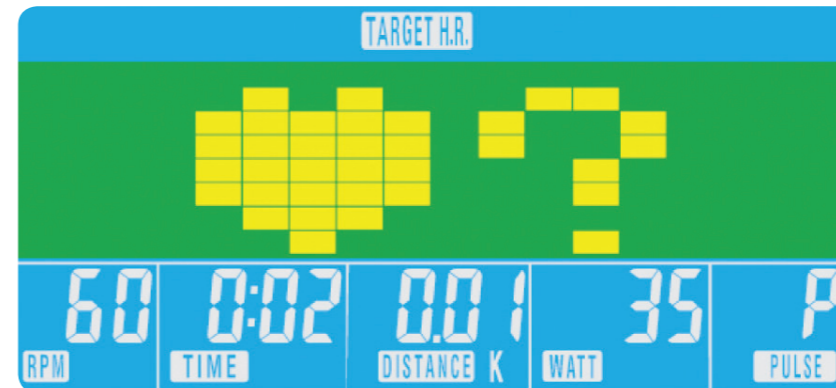 TARGET H.R.
?
60 0:02 0.01 35 P
RPM TIME DISTANCE K WATT PULSE